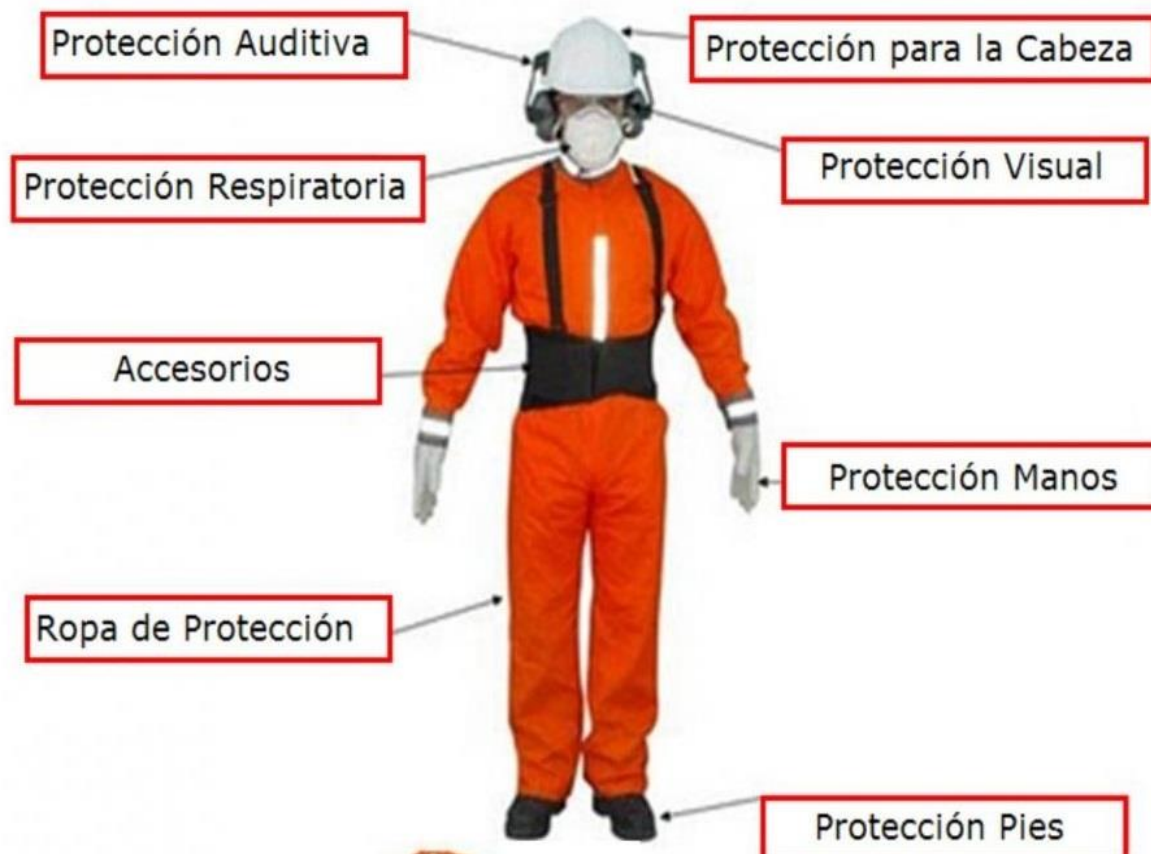 Protección Auditiva
Protección para la Cabeza
Protección Visual
Protección Respiratoria
Accesorios
Protección Manos
Ropa de Protección
Protección Pies